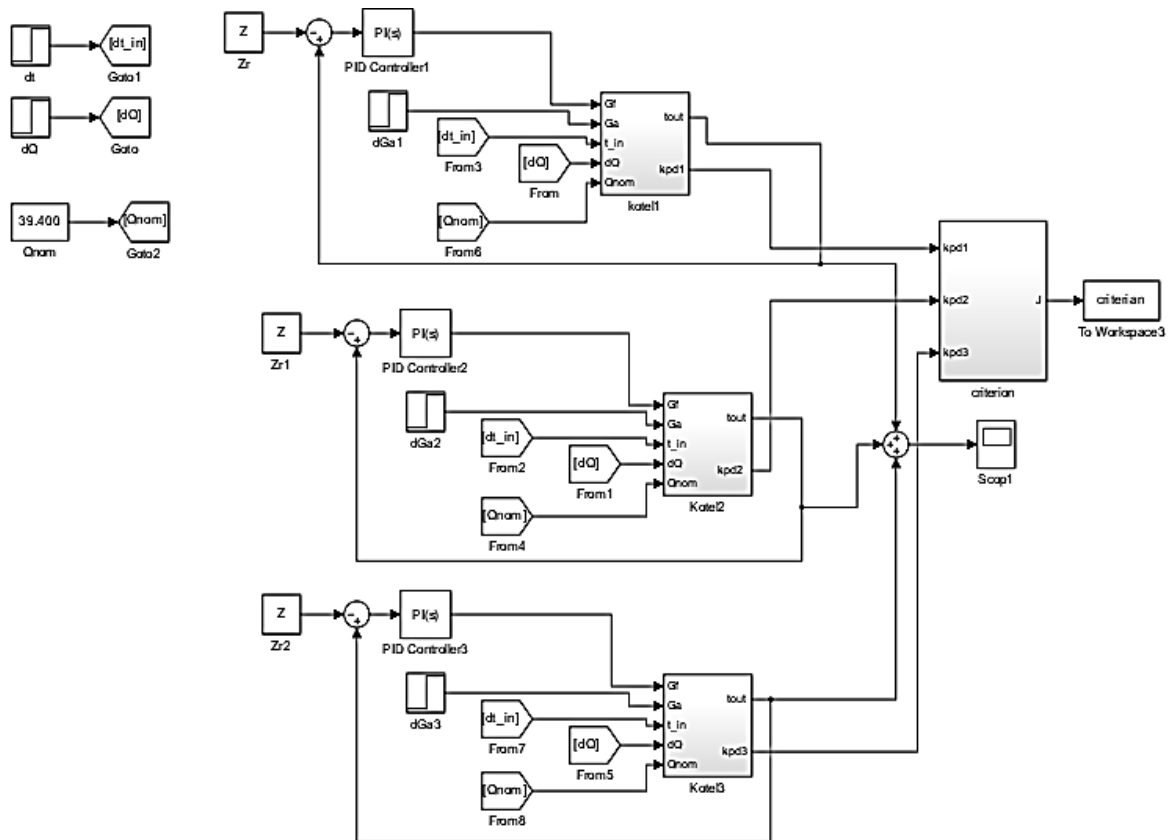 dt
[dt_in]
Goto1
dQ
[dQ]
Goto
39.400
Qnom
[Qnom]
Goto2
Z
Zr
- +
PI(s)
PID Controller1
dGa1
[dt_in]
From3
[dQ]
From
[Qnom]
From6
Gf
Ga
t_in
dQ
Qnom
tout
kpd1
kotel1
Z
Zr1
- +
PI(s)
PID Controller2
dGa2
[dt_in]
From2
[dQ]
From1
[Qnom]
From4
Gf
Ga
t_in
dQ
Qnom
tout
kpd2
Kotel2
Z
Zr2
- +
PI(s)
PID Controller3
dGa3
[dt_in]
From7
[dQ]
From5
[Qnom]
From8
Gf
Ga
t_in
dQ
Qnom
tout
kpd3
Kotel3
kpd1
kpd2
kpd3
J
criterion
criterian
To Workspace3
+
+
+
Scop1